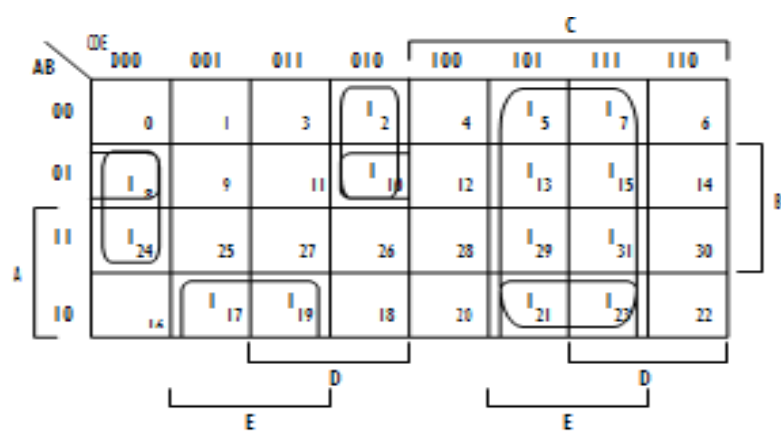 C
CDE
AB 000 001 011 010 100 101 111 110
00 0 1 3 1 2 4 1 5 1 7 6
01 1 8 9 11 1 10 12 1 13 1 15 14
B
11 1 24 25 27 26 28 1 29 1 31 30
A
10 16 1 17 1 19 18 20 1 21 1 23 22
D D
E E